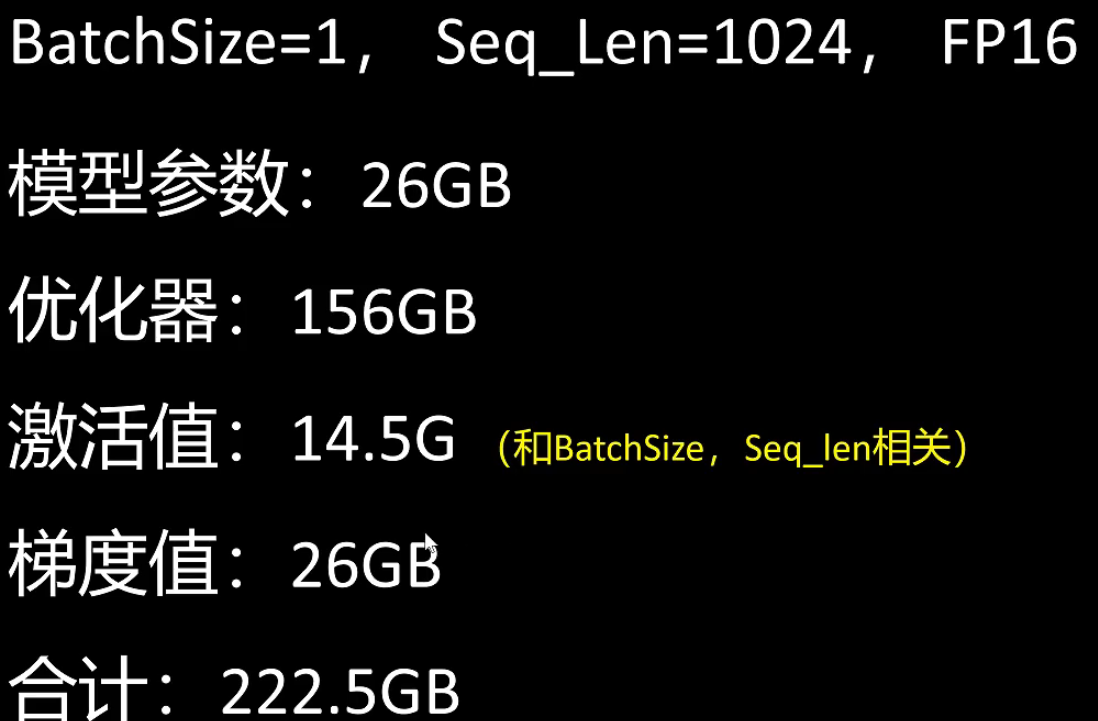 BatchSize=1， Seq_Len=1024， FP16
模型参数：26GB
优化器：156GB
激活值：14.5G （和BatchSize，Seq_len相关）
梯度值：26GB
合计：222.5GB